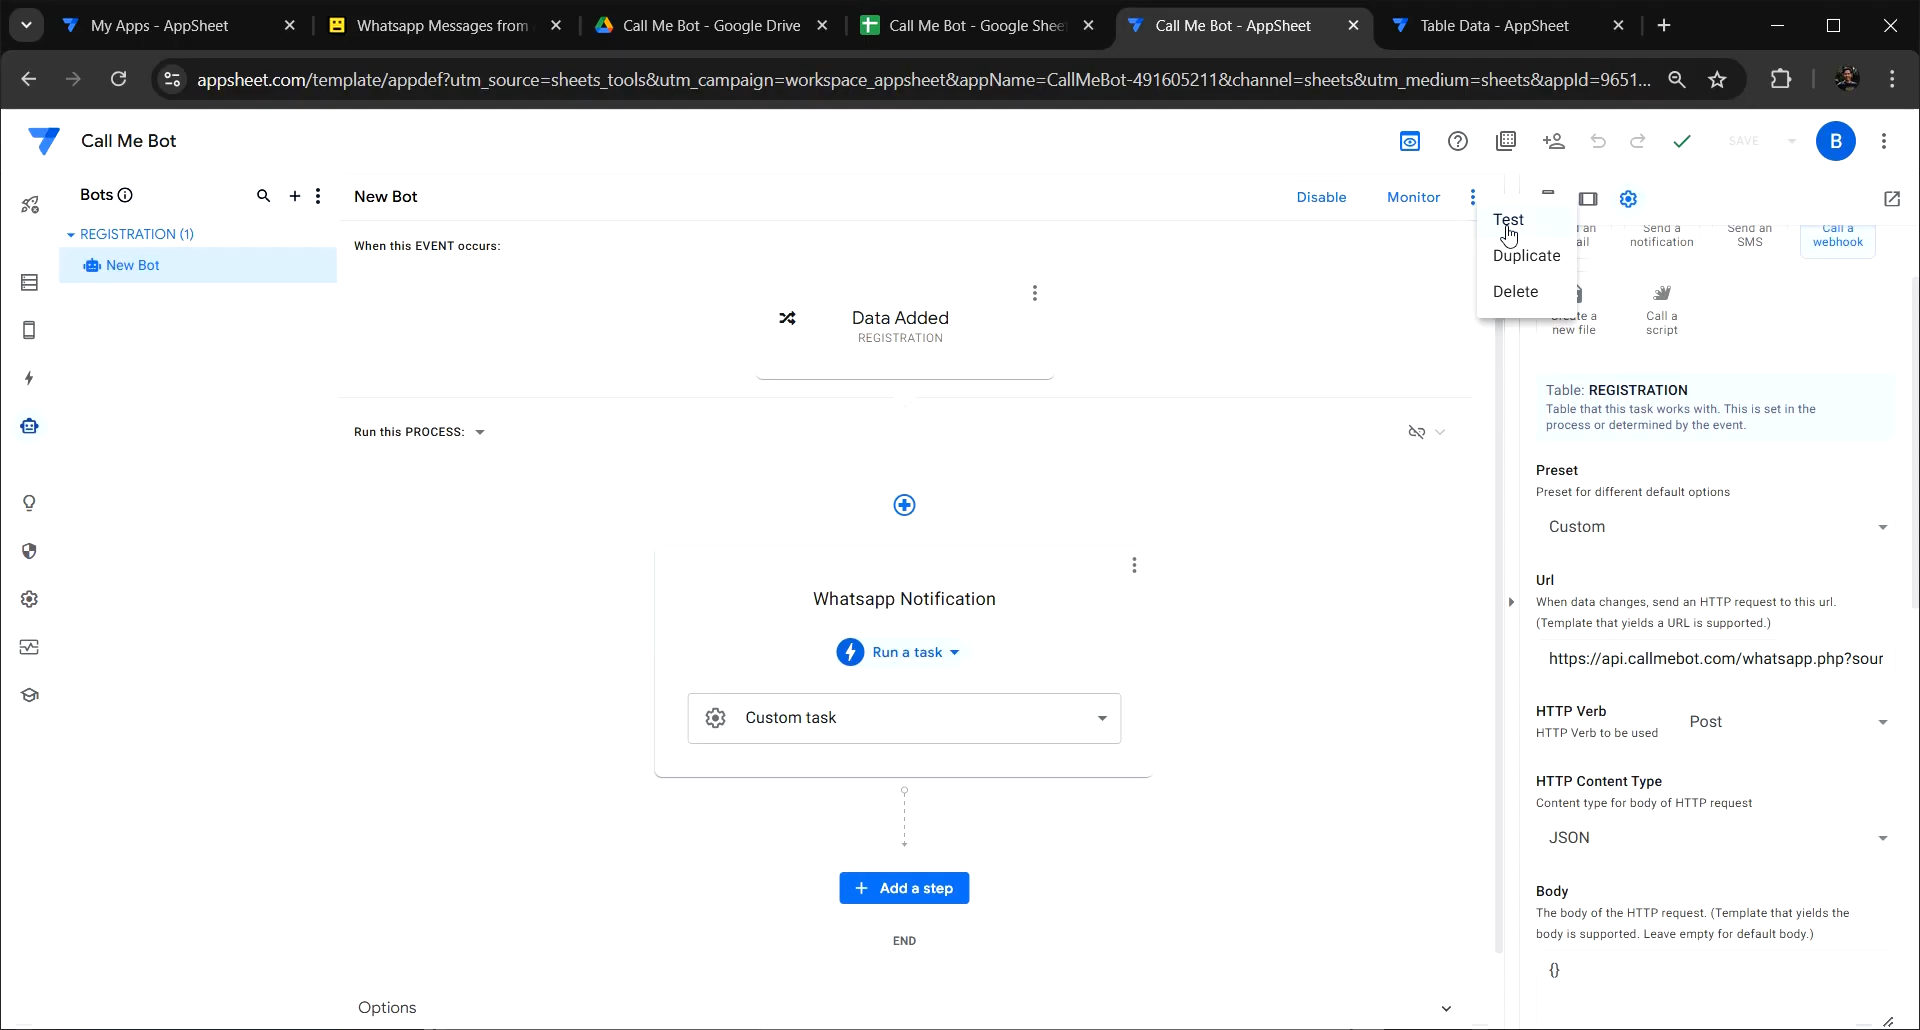 My Apps - AppSheet
Whatsapp Messages from
Call Me Bot - Google Drive
Call Me Bot - Google Shee
Call Me Bot - AppSheet
Table Data - AppSheet
appsheet.com/template/appdef?utm_source=sheets_tools&utm_campaign=workspace_appsheet&appName=CallMeBot-491605211&channel=sheets&utm_medium=sheets&appId=9651...
Call Me Bot
SAVE
B
Bots
New Bot
Disable
Monitor
REGISTRATION (1)
New Bot
When this EVENT occurs:
Test
Duplicate
Delete
Send a
notification
Send an
SMS
Call a
webhook
new file
Call a
script
Data Added
REGISTRATION
Table: REGISTRATION
Table that this task works with. This is set in the
process or determined by the event.
Run this PROCESS:
Preset
Preset for different default options
Custom
Whatsapp Notification
Run a task
Custom task
Url
When data changes, send an HTTP request to this url.
(Template that yields a URL is supported.)
https://api.callmebot.com/whatsapp.php?sour
HTTP Verb
HTTP Verb to be used
Post
HTTP Content Type
Content type for body of HTTP request
JSON
+ Add a step
END
Body
The body of the HTTP request. (Template that yields the
body is supported. Leave empty for default body.)
{}
Options